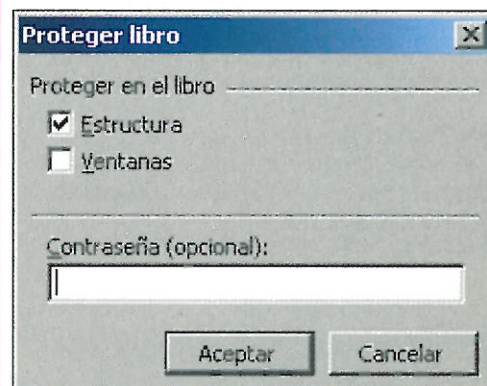 Proteger libro
Proteger en el libro
Estructura
Ventanas
Contraseña (opcional):
Aceptar Cancelar